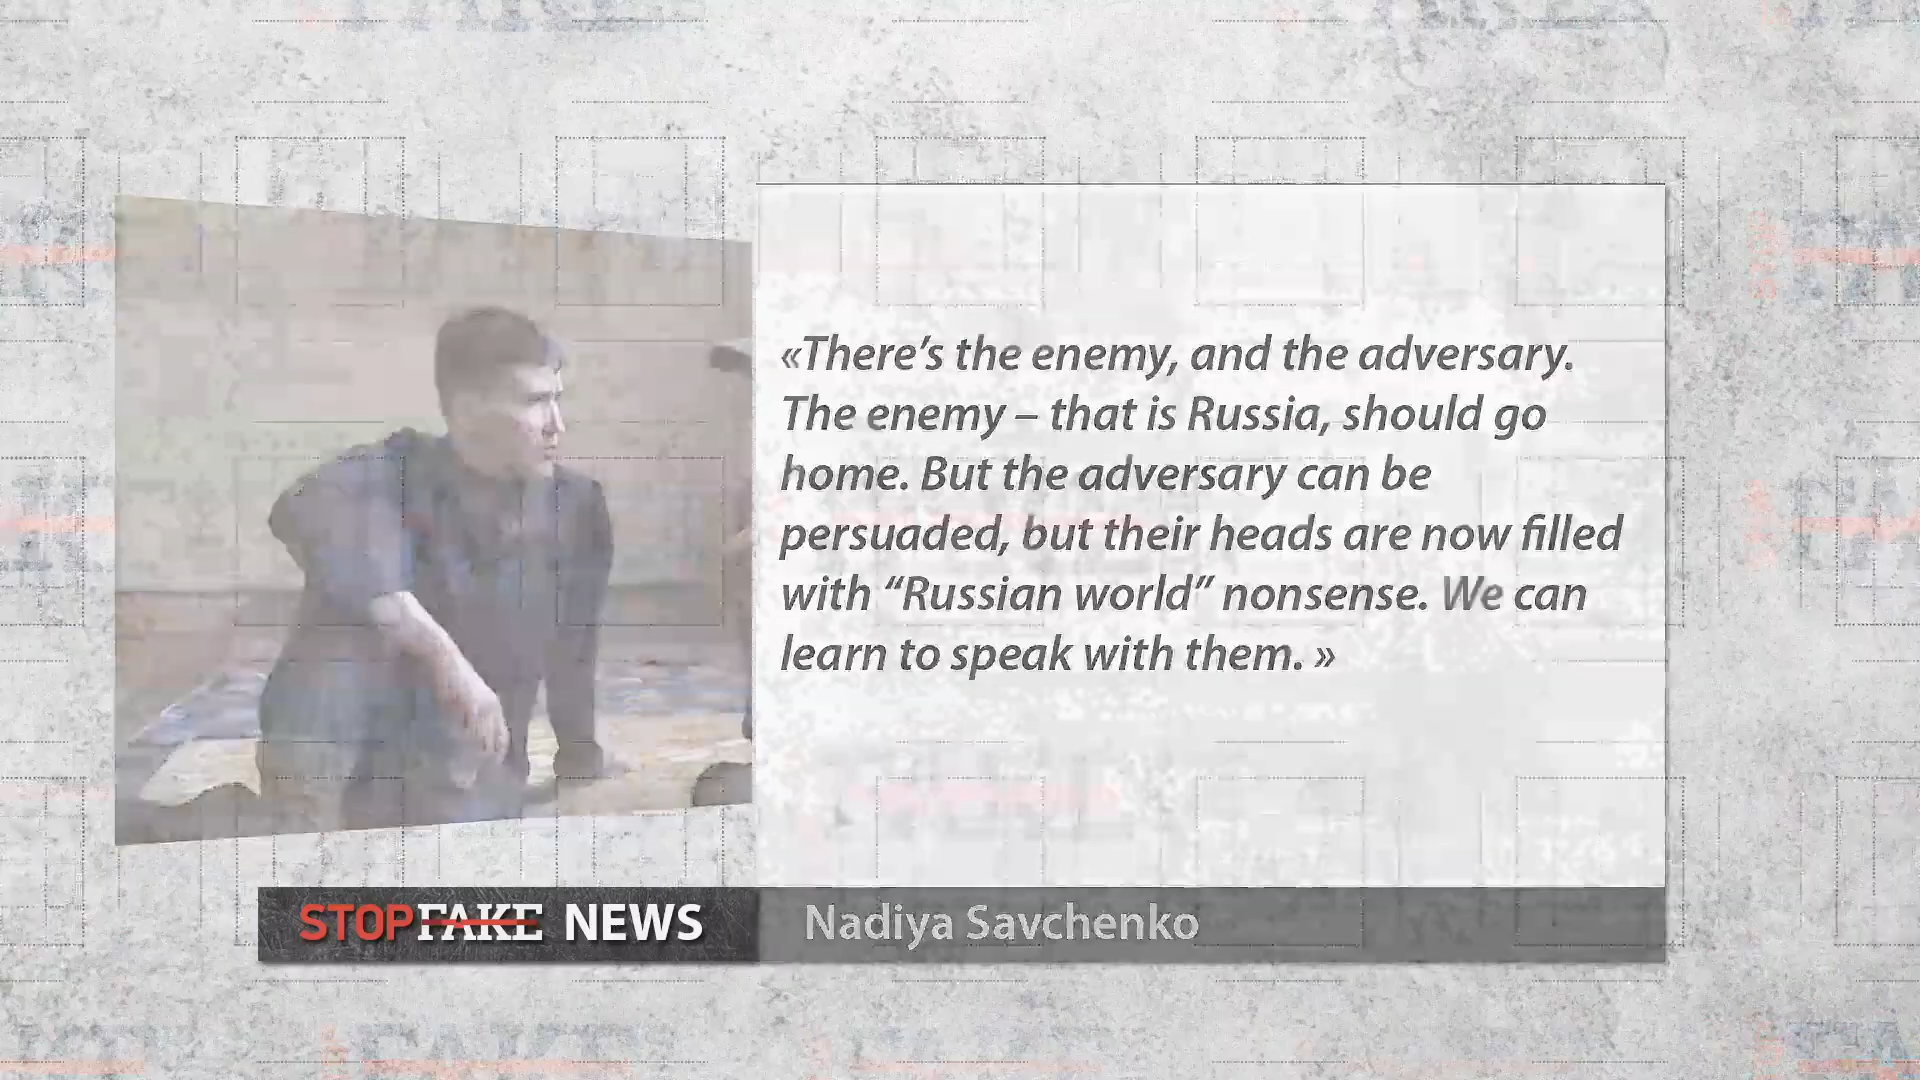 «There's the enemy, and the adversary.
The enemy – that is Russia, should go
home. But the adversary can be
persuaded, but their heads are now filled
with “Russian world” nonsense. We can
learn to speak with them. »
STOPFAKE NEWS
Nadiya Savchenko